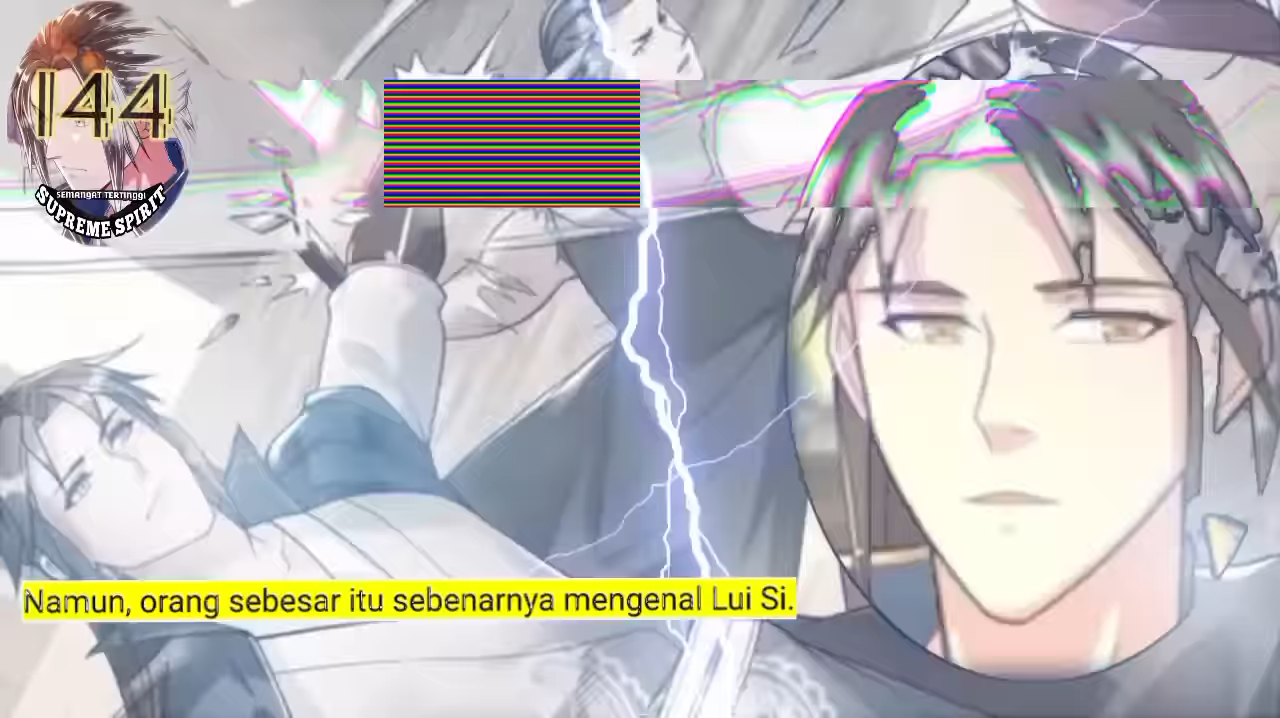 144
SEMANGAT TERTINGGI
SUPREME SPIRIT
Namun, orang sebesar itu sebenarnya mengenal Lui Si.